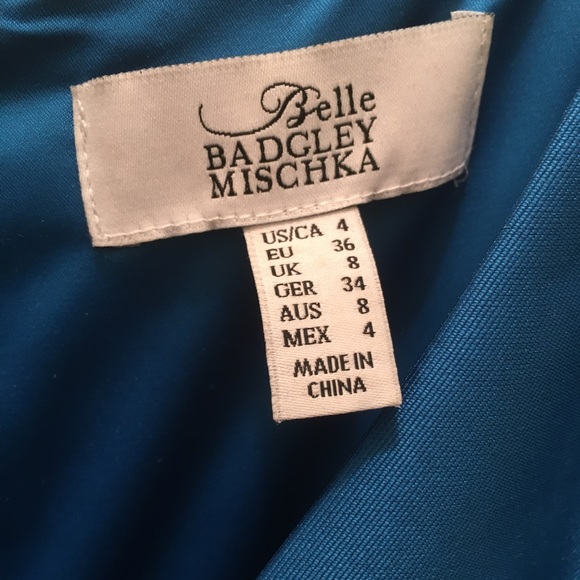 Belle
BADGLEY
MISCHKA
US/CA 4
EU 36
UK 8
GER 34
AUS 8
MEX 4
MADE IN
CHINA